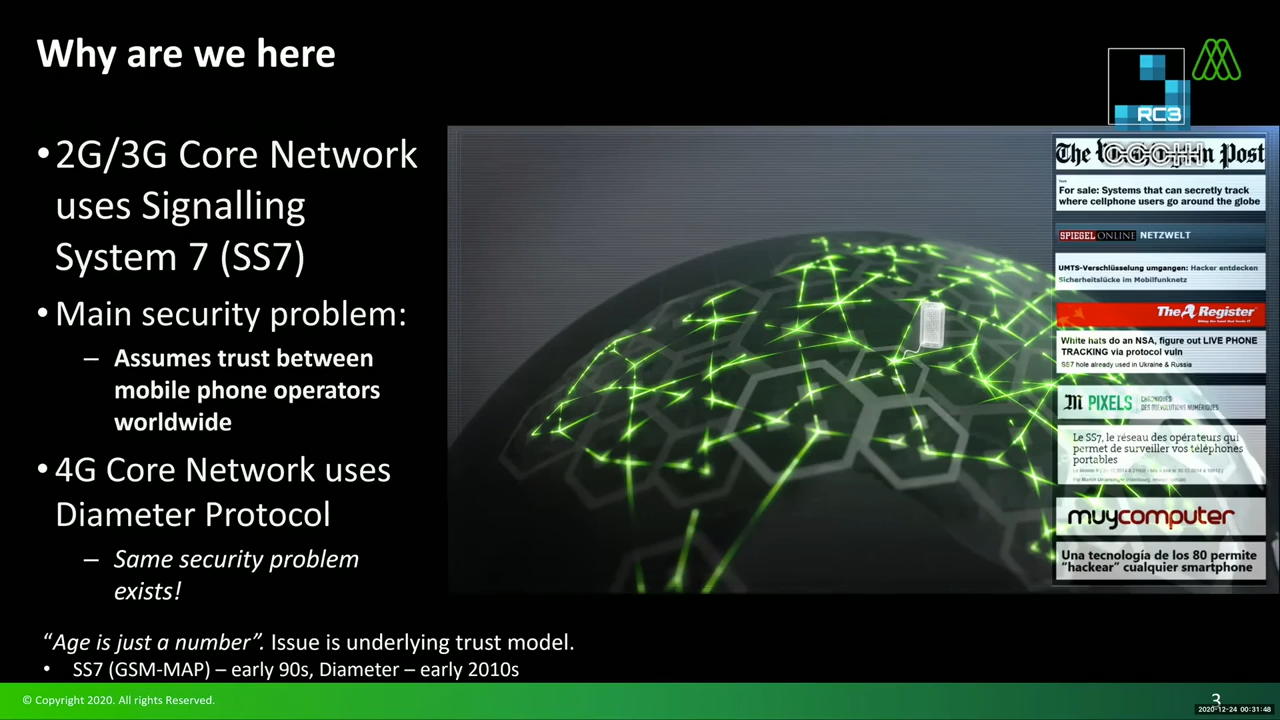 Why are we here
RC3
•2G/3G Core Network
uses Signalling
System 7 (SS7)
• Main security problem:
– Assumes trust between
mobile phone operators
worldwide
• 4G Core Network uses
Diameter Protocol
– Same security problem
exists!
“Age is just a number”. Issue is underlying trust model.
• SS7 (GSM-MAP) – early 90s, Diameter – early 2010s
The Post
For sale: Systems that can secretly track
where cellphone users go around the globe
SPIEGEL ONLINE NETZWELT
UMTS-Verschlüsselung umgangen: Hacker entdecken
Sicherheitslücke im Mobilfunknetz
The A Register
White hats do an NSA, figure out LIVE PHONE
TRACKING via protocol vuln
SS7 hole already used in Ukraine & Russia
M PIXELS CHRONIQUES
DES RÉVOLUTIONS NUMÉRIQUES
Le SS7, le réseau des opérateurs qui
permet de surveiller vos téléphones
portables
muycomputer
Una tecnología de los 80 permite
“hackear” cualquier smartphone
© Copyright 2020. All rights Reserved.
3
2020-12-24 00:31:48